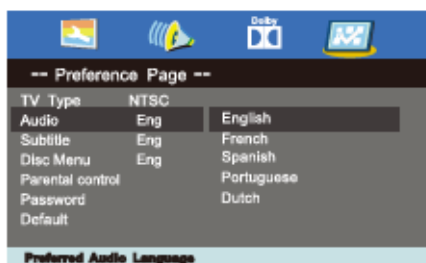 Dolby
-- Preference Page --
TV Type NTSC
Audio Eng English
Subtitle Eng French
Disc Menu Eng Spanish
Parental control Portuguese
Password Dutch
Default
Preferred Audio Language